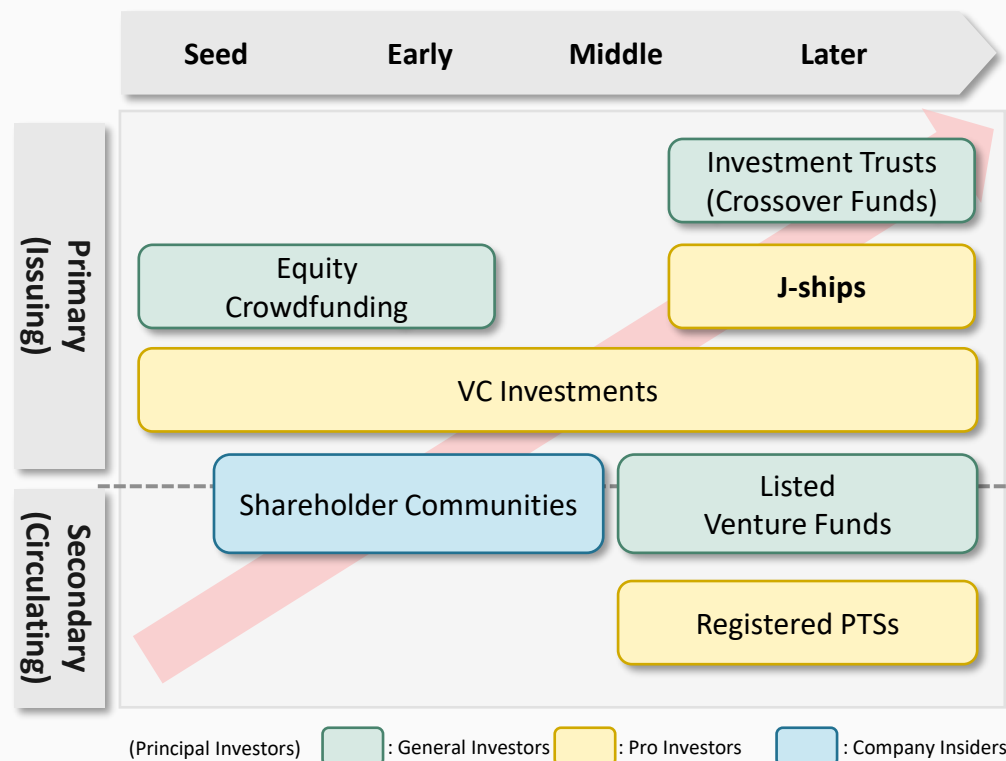 Seed Early Middle Later
Primary
(Issuing)
Investment Trusts
(Crossover Funds)
Equity
Crowdfunding
J-ships
VC Investments
Shareholder Communities
Listed
Venture Funds
Secondary
(Circulating)
Registered PTSs
(Principal Investors) : General Investors : Pro Investors : Company Insiders